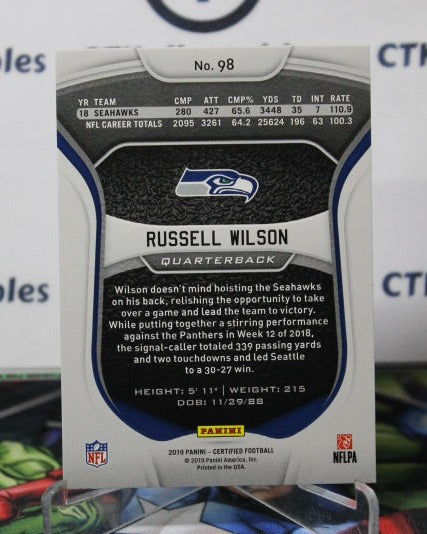 ibles
CTK
No. 98
YR TEAM CMP ATT CMP% YDS TD INT RATE
18 SEAHAWKS 280 427 65.6 3448 35 7 110.9
NFL CAREER TOTALS 2095 3261 64.2 25624 196 63 100.3
RUSSELL WILSON
QUARTERBACK
Wilson doesn't mind hoisting the Seahawks
on his back, relishing the opportunity to take
over a game and lead the team to victory.
While putting together a stirring performance
against the Panthers in Week 12 of 2018,
the signal-caller totaled 339 passing yards
and two touchdowns and led Seattle
to a 30-27 win.
HEIGHT: 5' 11" | WEIGHT: 215
DOB: 11/29/88
PANINI
NFL
2019 PANINI - CERTIFIED FOOTBALL
© 2019 Panini America, Inc.
Printed in the USA.
NFLPA
CTK
ibles
CTK